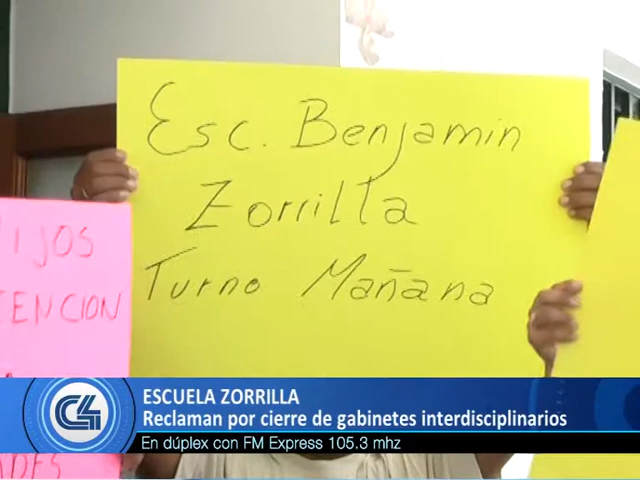 Esc. Benjamin
Zorrilla
Turno Mañana
IJOS
TENCION
C4
ESCUELA ZORRILLA
Reclaman por cierre de gabinetes interdisciplinarios
En dúplex con FM Express 105.3 mhz
ADES